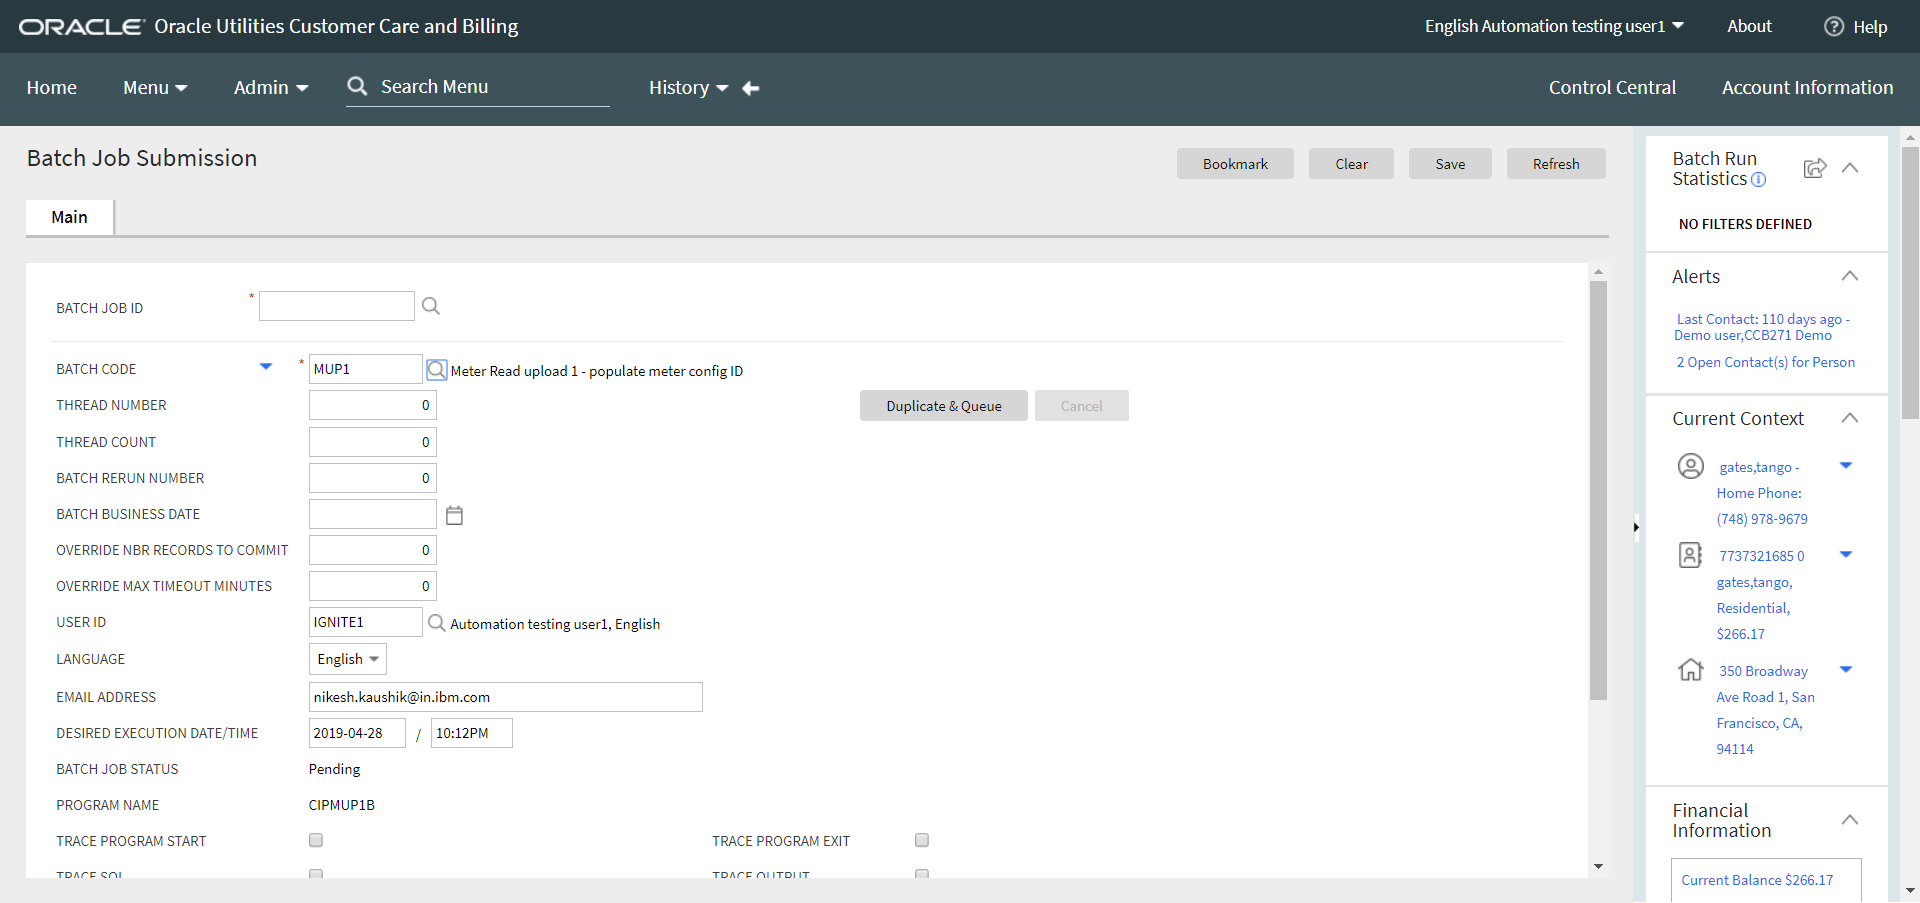 ORACLE Oracle Utilities Customer Care and Billing
English Automation testing user1
About
Help
Home
Menu
Admin
Search Menu
History
Control Central
Account Information
Batch Job Submission
Bookmark
Clear
Save
Refresh
Main
BATCH JOB ID *
BATCH CODE * MUP1 Meter Read upload 1 - populate meter config ID
THREAD NUMBER 0
Duplicate & Queue
Cancel
THREAD COUNT 0
BATCH RERUN NUMBER 0
BATCH BUSINESS DATE
OVERRIDE NBR RECORDS TO COMMIT 0
OVERRIDE MAX TIMEOUT MINUTES 0
USER ID IGNITE1 Automation testing user1, English
LANGUAGE English
EMAIL ADDRESS nikesh.kaushik@in.ibm.com
DESIRED EXECUTION DATE/TIME 2019-04-28 / 10:12PM
BATCH JOB STATUS Pending
PROGRAM NAME CIPMUP1B
TRACE PROGRAM START
TRACE PROGRAM EXIT
TRACE SQL
TRACE OUTPUT
Batch Run
Statistics
NO FILTERS DEFINED
Alerts
Last Contact: 110 days ago -
Demo user,CCB271 Demo
2 Open Contact(s) for Person
Current Context
gates,tango -
Home Phone:
(748) 978-9679
7737321685 0
gates,tango,
Residential,
$266.17
350 Broadway
Ave Road 1, San
Francisco, CA,
94114
Financial
Information
Current Balance $266.17